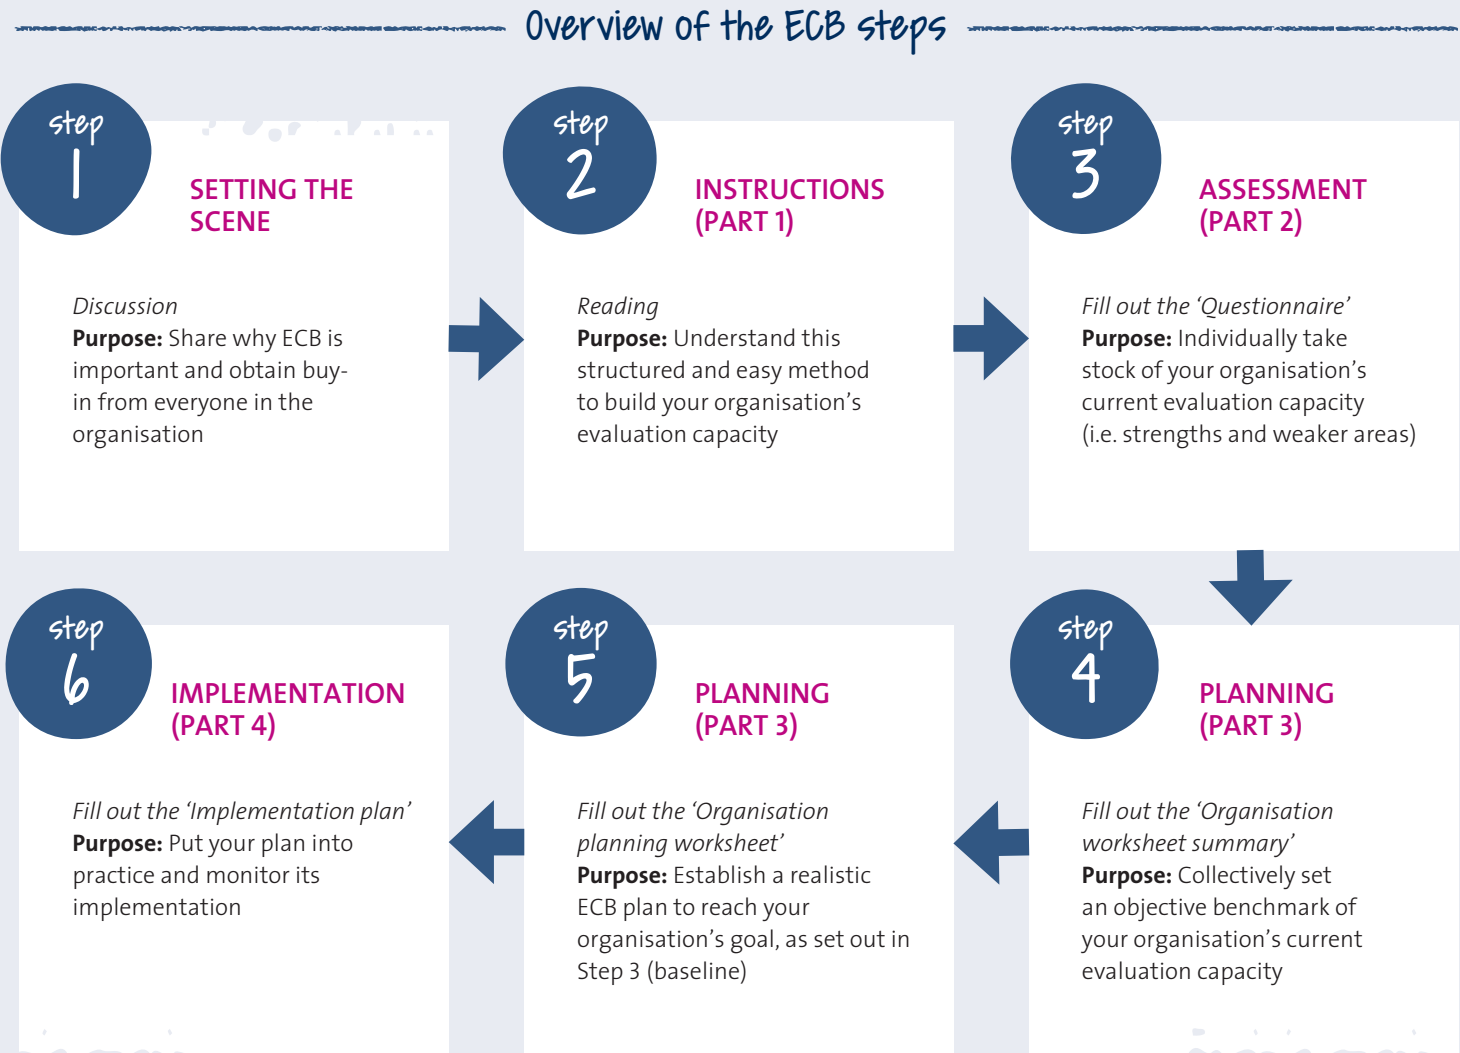 Overview of the ECB steps
step
1
SETTING THE
SCENE
Discussion
Purpose: Share why ECB is
important and obtain buy-
in from everyone in the
organisation
step
2
INSTRUCTIONS
(PART 1)
Reading
Purpose: Understand this
structured and easy method
to build your organisation’s
evaluation capacity
step
3
ASSESSMENT
(PART 2)
Fill out the ‘Questionnaire’
Purpose: Individually take
stock of your organisation’s
current evaluation capacity
(i.e. strengths and weaker areas)
step
4
PLANNING
(PART 3)
Fill out the ‘Organisation
worksheet summary’
Purpose: Collectively set
an objective benchmark of
your organisation’s current
evaluation capacity
step
5
PLANNING
(PART 3)
Fill out the ‘Organisation
planning worksheet’
Purpose: Establish a realistic
ECB plan to reach your
organisation’s goal, as set out in
Step 3 (baseline)
step
6
IMPLEMENTATION
(PART 4)
Fill out the ‘Implementation plan’
Purpose: Put your plan into
practice and monitor its
implementation